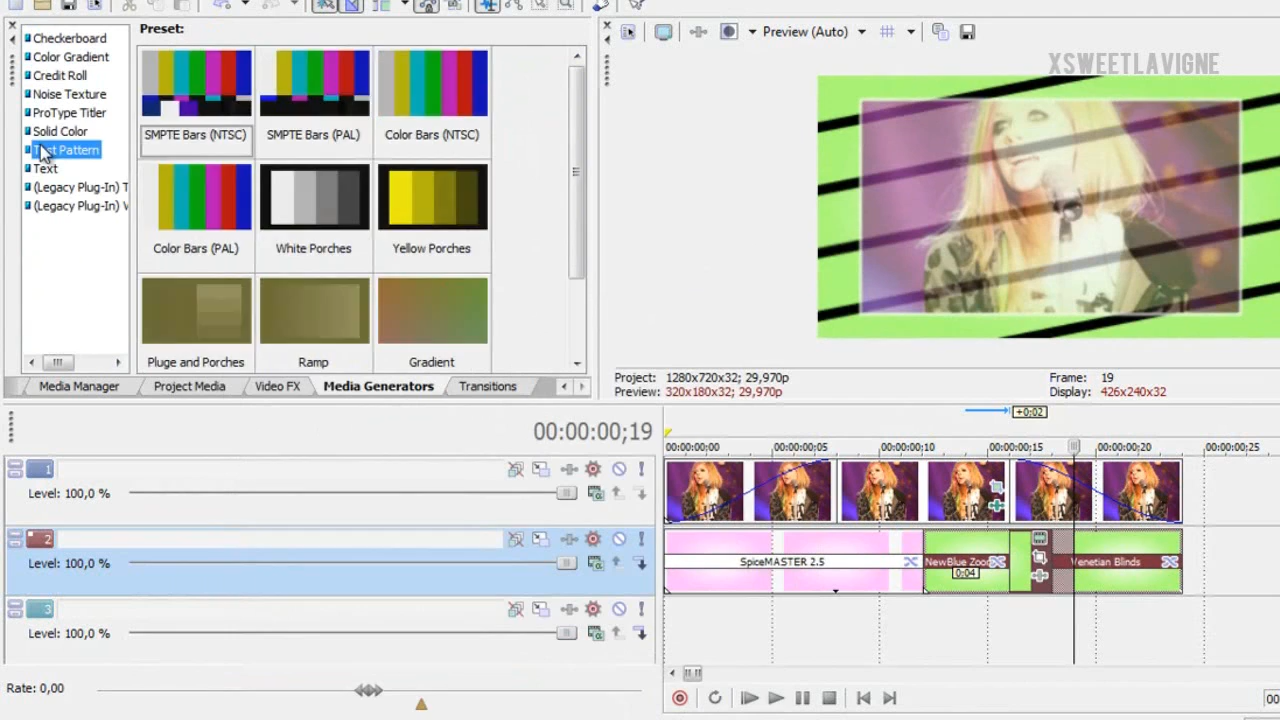 Preset:
Checkerboard
Color Gradient
Credit Roll
Noise Texture
ProType Titler
Solid Color
Test Pattern
Text
(Legacy Plug-In) T
(Legacy Plug-In) V
SMPTE Bars (NTSC)
SMPTE Bars (PAL)
Color Bars (NTSC)
Color Bars (PAL)
White Porches
Yellow Porches
Pluge and Porches
Ramp
Gradient
Media Manager
Project Media
Video FX
Media Generators
Transitions
Preview (Auto)
XSWEETLAVIGNE
Project: 1280x720x32; 29,970p
Frame: 19
Preview: 320x180x32; 29,970p
Display: 426x240x32
+0;02
00:00:00;19
00:00:00;00
00:00:00;05
00:00:00;10
00:00:00;15
00:00:00;20
00:00:00;25
1
Level: 100,0 %
2
Level: 100,0 %
SpiceMASTER 2.5
NewBlue Zoo
0;04
Venetian Blinds
3
Level: 100,0 %
Rate: 0,00
00